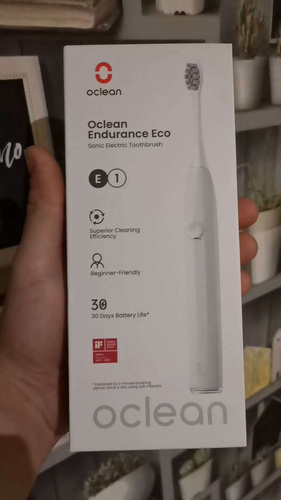 oclean
Oclean
Endurance Eco
Sonic Electric Toothbrush
E 1
Superior Cleaning
Efficiency
Beginner-Friendly
30
30 Days Battery Life*
oclean